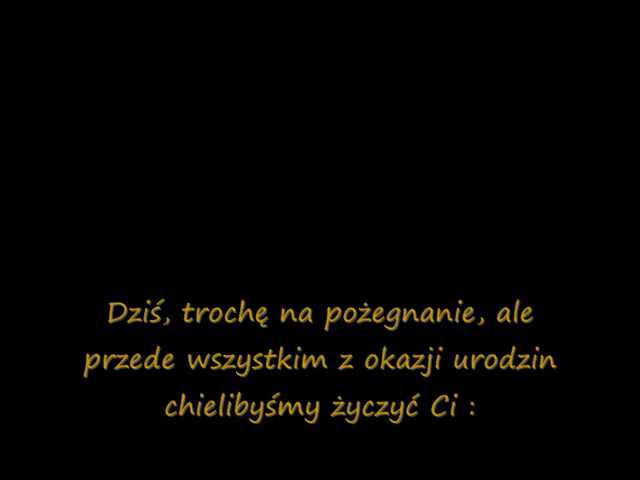 Dziś, trochę na pożegnanie, ale
przede wszystkim z okazji urodzin
chielibyśmy życzyć Ci :